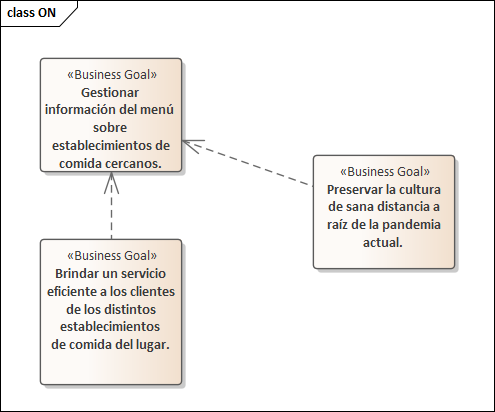 class ON
«Business Goal»
Gestionar
información del menú
sobre
establecimientos de
comida cercanos.
«Business Goal»
Preservar la cultura
de sana distancia a
raíz de la pandemia
actual.
«Business Goal»
Brindar un servicio
eficiente a los clientes
de los distintos
establecimientos
de comida del lugar.